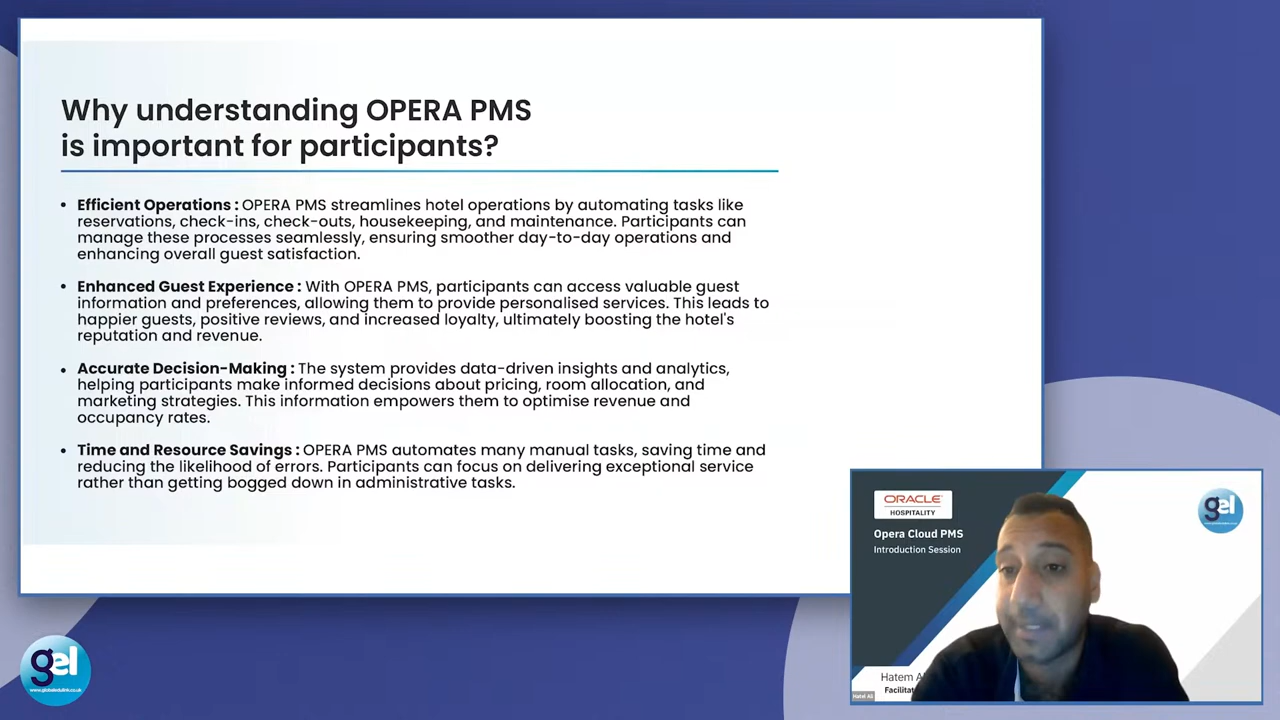 Why understanding OPERA PMS
is important for participants?
• Efficient Operations : OPERA PMS streamlines hotel operations by automating tasks like
reservations, check-ins, check-outs, housekeeping, and maintenance. Participants can
manage these processes seamlessly, ensuring smoother day-to-day operations and
enhancing overall guest satisfaction.
• Enhanced Guest Experience : With OPERA PMS, participants can access valuable guest
information and preferences, allowing them to provide personalised services. This leads to
happier guests, positive reviews, and increased loyalty, ultimately boosting the hotel's
reputation and revenue.
• Accurate Decision-Making : The system provides data-driven insights and analytics,
helping participants make informed decisions about pricing, room allocation, and
marketing strategies. This information empowers them to optimise revenue and
occupancy rates.
• Time and Resource Savings : OPERA PMS automates many manual tasks, saving time and
reducing the likelihood of errors. Participants can focus on delivering exceptional service
rather than getting bogged down in administrative tasks.
ORACLE
HOSPITALITY
Opera Cloud PMS
Introduction Session
gel
Hatem
gel
www.globaledulink.co.uk